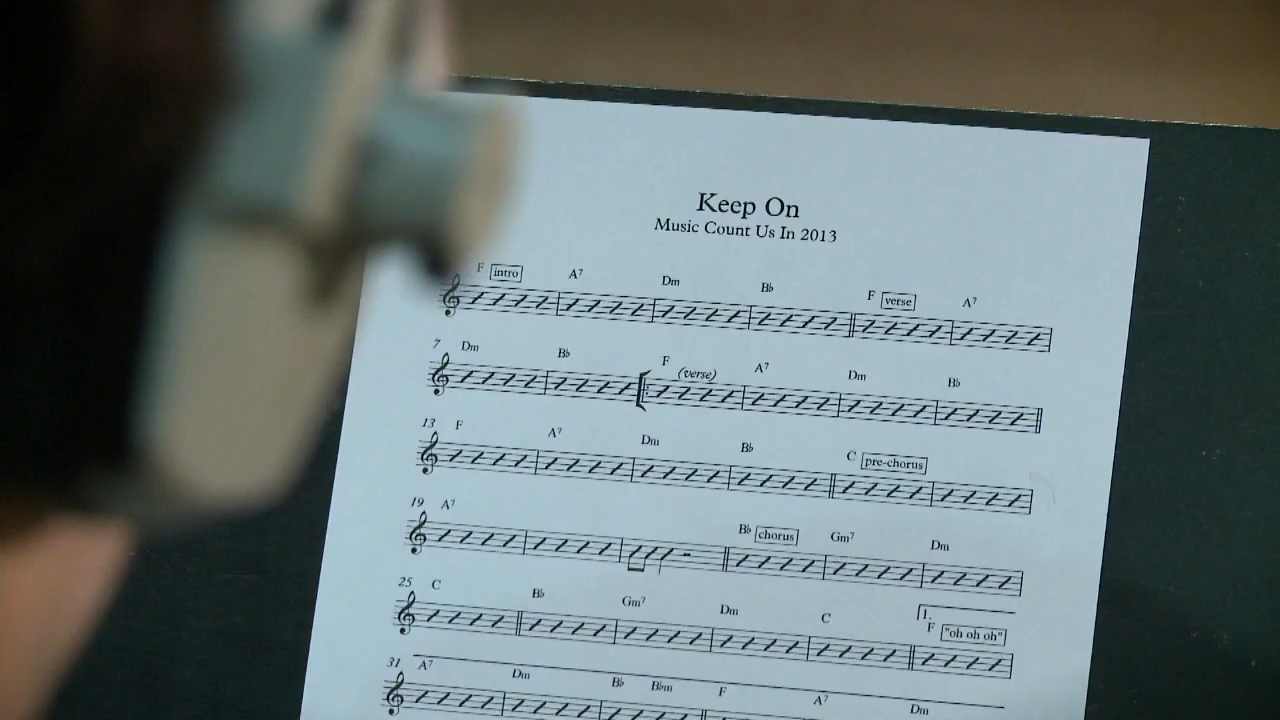 Keep On
Music Count Us In 2013
F intro A7 Dm B♭ F verse A7
7 Dm B♭ F (verse) A7 Dm B♭
13 F A7 Dm B♭ C pre-chorus
19 A7 B♭ chorus Gm7 Dm
25 C B♭ Gm7 Dm C 1. F "oh oh oh"
31 A7 Dm B♭ B♭m F A7 Dm